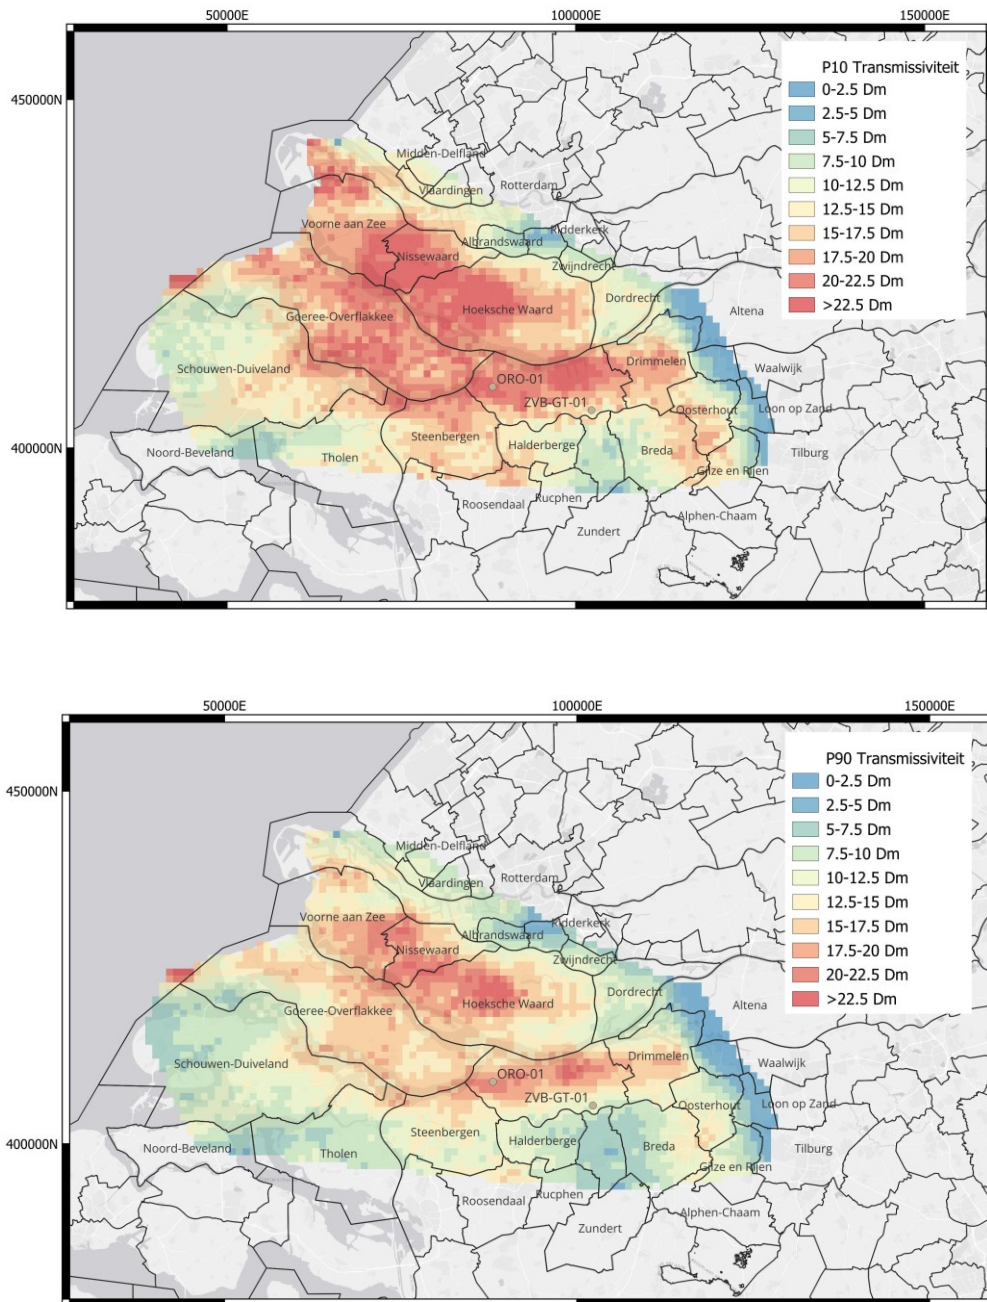 50000E 100000E 150000E
450000N
400000N
P10 Transmissiviteit
0-2.5 Dm
2.5-5 Dm
5-7.5 Dm
7.5-10 Dm
10-12.5 Dm
12.5-15 Dm
15-17.5 Dm
17.5-20 Dm
20-22.5 Dm
>22.5 Dm
Midden-Delfland
Vlaardingen
Rotterdam
Voorne aan Zee
Ridderkerk
Albrandswaard
Nissewaard
Zwijndrecht
Dordrecht
Hoeksche Waard
Altena
Goeree-Overflakkee
Drimmelen
Schouwen-Duiveland
Waalwijk
ORO-01
ZVB-GT-01
Oosterhout
Loon op Zand
Steenbergen
Halderberge
Breda
Noord-Beveland
Tholen
Tilburg
Gilze en Rijen
Roosendaal
Rucphen
Alphen-Chaam
Zundert
50000E 100000E 150000E
450000N
400000N
P90 Transmissiviteit
0-2.5 Dm
2.5-5 Dm
5-7.5 Dm
7.5-10 Dm
10-12.5 Dm
12.5-15 Dm
15-17.5 Dm
17.5-20 Dm
20-22.5 Dm
>22.5 Dm
Midden-Delfland
Vlaardingen
Rotterdam
Voorne aan Zee
Ridderkerk
Albrandswaard
Nissewaard
Zwijndrecht
Dordrecht
Hoeksche Waard
Altena
Goeree-Overflakkee
Drimmelen
Schouwen-Duiveland
Waalwijk
ORO-01
ZVB-GT-01
Oosterhout
Loon op Zand
Steenbergen
Halderberge
Breda
Noord-Beveland
Tholen
Tilburg
Gilze en Rijen
Roosendaal
Rucphen
Alphen-Chaam
Zundert